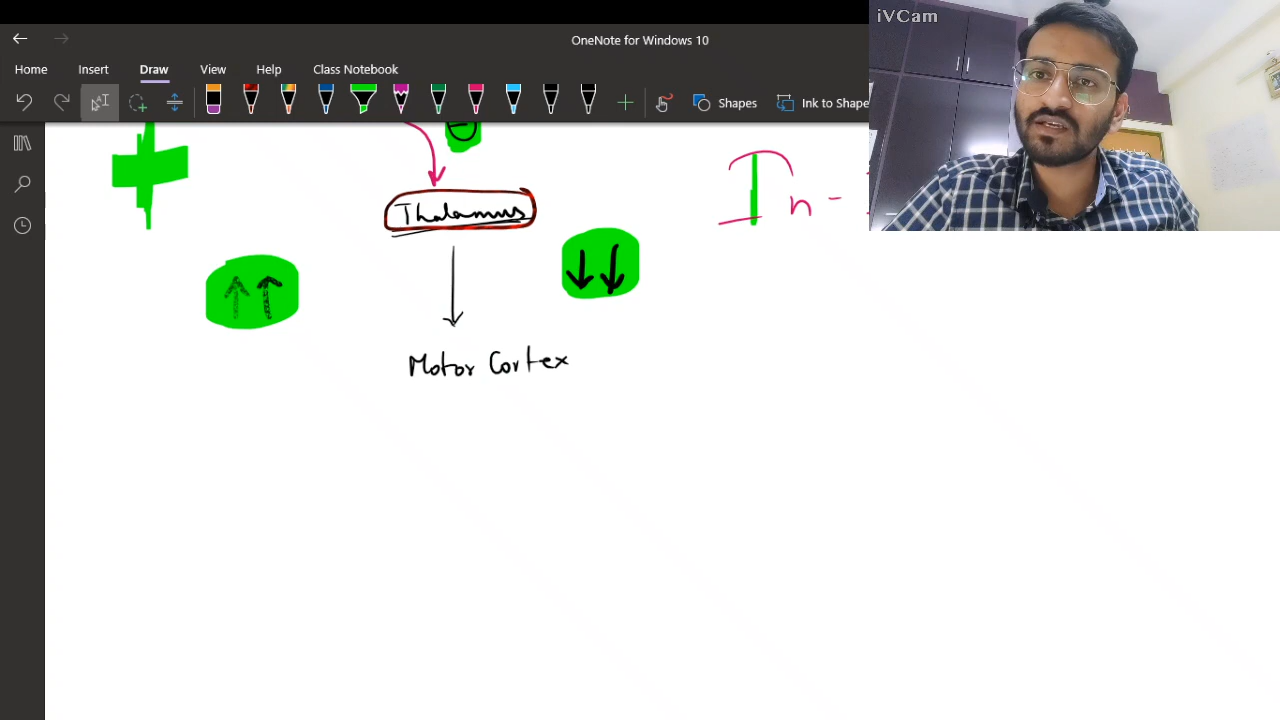 iVCam
OneNote for Windows 10
Home Insert Draw View Help Class Notebook
Shapes Ink to Shape
Thalamus
In -
Motor Cortex